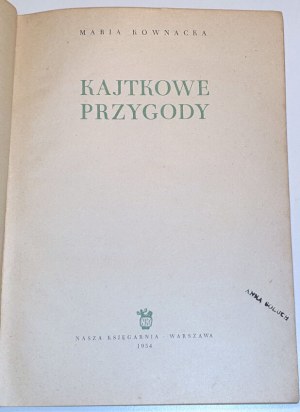 MARIA KOWNACKA
KAJTKOWE
PRZYGODY
NASZA KSIĘGARNIA · WARSZAWA
1954